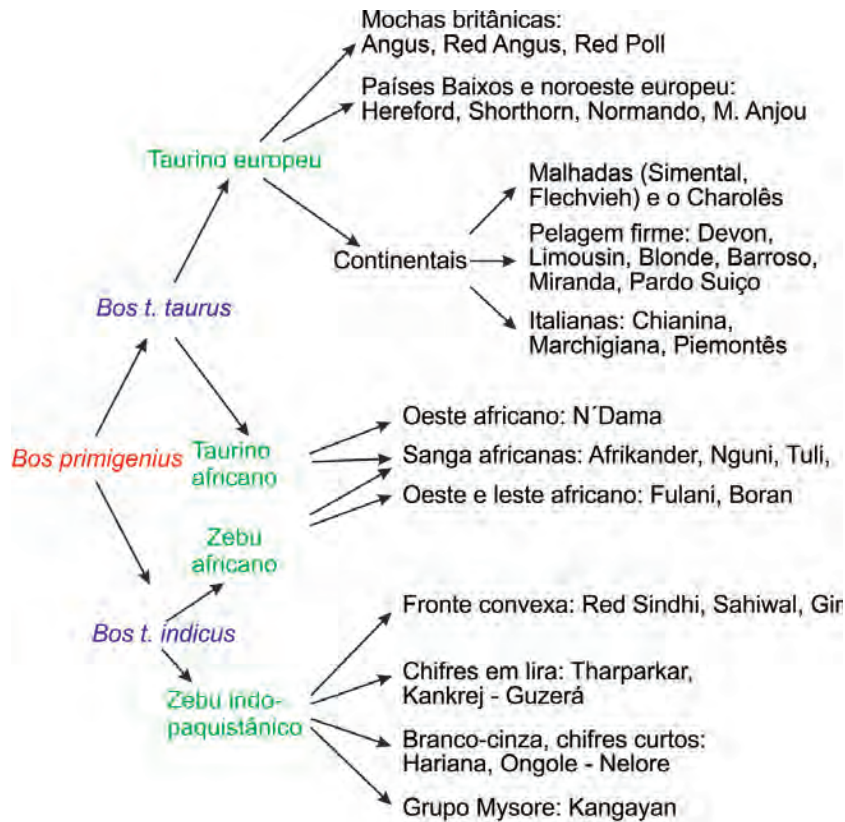 Mochas britânicas:
Angus, Red Angus, Red Poll
Países Baixos e noroeste europeu:
Hereford, Shorthorn, Normando, M. Anjou
Taurino europeu
Malhadas (Simental,
Flechvieh) e o Charolês
Continentais
Pelagem firme: Devon,
Limousin, Blonde, Barroso,
Miranda, Pardo Suiço
Italianas: Chianina,
Marchigiana, Piemontês
Bos t. taurus
Bos primigenius
Taurino
africano
Oeste africano: N´Dama
Sanga africanas: Afrikander, Nguni, Tuli,
Oeste e leste africano: Fulani, Boran
Zebu
africano
Bos t. indicus
Zebu indo-
paquistânico
Fronte convexa: Red Sindhi, Sahiwal, Gir
Chifres em lira: Tharparkar,
Kankrej - Guzerá
Branco-cinza, chifres curtos:
Hariana, Ongole - Nelore
Grupo Mysore: Kangayan